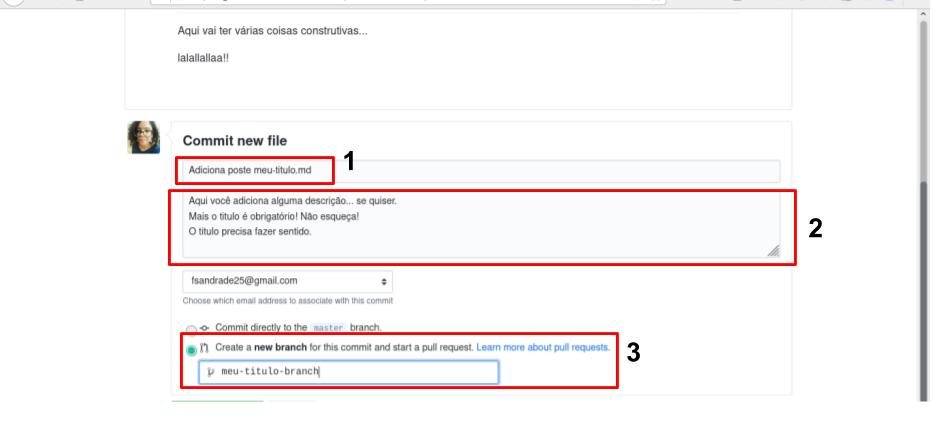 Aqui vai ter várias coisas construtivas...
lalallallaa!!
Commit new file
Adiciona poste meu-titulo.md
1
Aqui você adiciona alguma descrição... se quiser.
Mais o titulo é obrigatório! Não esqueça!
O titulo precisa fazer sentido.
2
fsandrade25@gmail.com
Choose which email address to associate with this commit
Commit directly to the master branch.
Create a new branch for this commit and start a pull request. Learn more about pull requests.
3
meu-titulo-branch